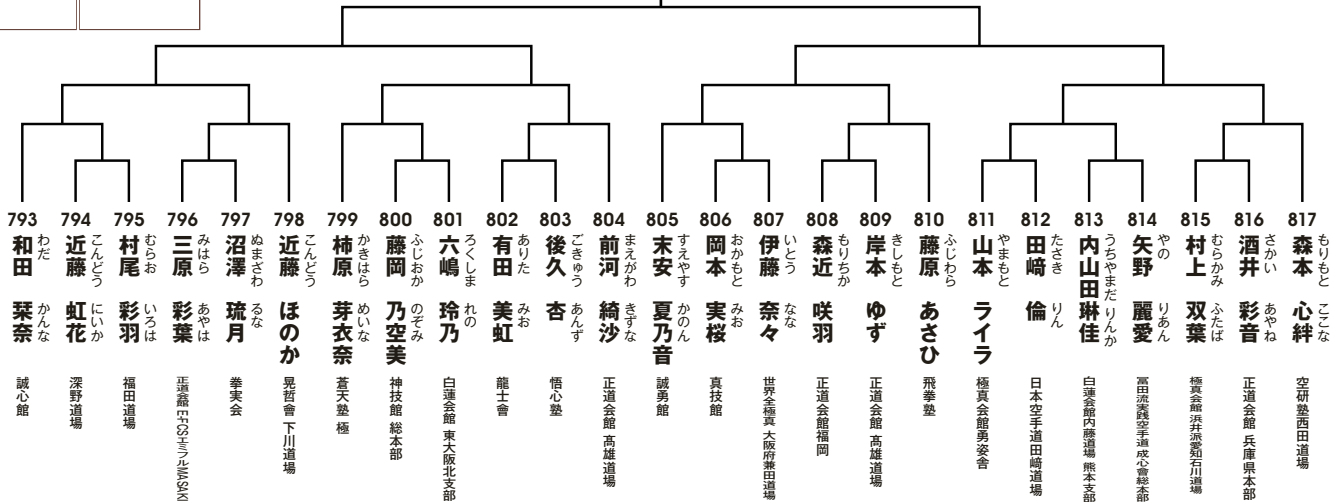 793
和田 栞奈
わだ かんな
誠心館
794
近藤 虹花
こんどう にいか
深野道場
795
村尾 彩羽
むらお いろは
福田道場
796
三原 彩葉
みはら あやは
正道会館 E-FCSエミラルMASAKI
797
沼澤 琉月
ぬまざわ るな
拳実会
798
近藤 ほのか
こんどう
晃哲會 下川道場
799
柿原 芽衣奈
かきはら めいな
蒼天塾 極
800
藤岡 乃空美
ふじおか のぞみ
神技館 総本部
801
六嶋 玲乃
ろくしま れの
白蓮会館 東大阪北支部
802
有田 美虹
ありた みお
龍士會
803
後久 杏
ごきゅう あんず
悟心塾
804
前河 綺沙
まえがわ きずな
正道会館 髙雄道場
805
末安 夏乃音
すえやす かのん
誠勇館
806
岡本 実桜
おかもと みお
真技館
807
伊藤 奈々
いとう なな
世界全極真 大阪府兼田道場
808
森近 咲羽
もりちか
正道会館福岡
809
岸本 ゆず
きしもと
正道会館 髙雄道場
810
藤原 あさひ
ふじわら
飛拳塾
811
山本 ライラ
やまもと
極真会館勇姿舎
812
田﨑 倫
たさき りん
日本空手道田﨑道場
813
内山田 琳佳
うちやまだ りんか
白蓮会館内藤道場 熊本支部
814
矢野 麗愛
やの りあん
冨田流実践空手道 成心會総本部
815
村上 双葉
むらかみ ふたば
極真会館 浜井派愛知石川道場
816
酒井 彩音
さかい あやね
正道会館 兵庫県本部
817
森本 心絆
もりもと ここな
空研塾西田道場